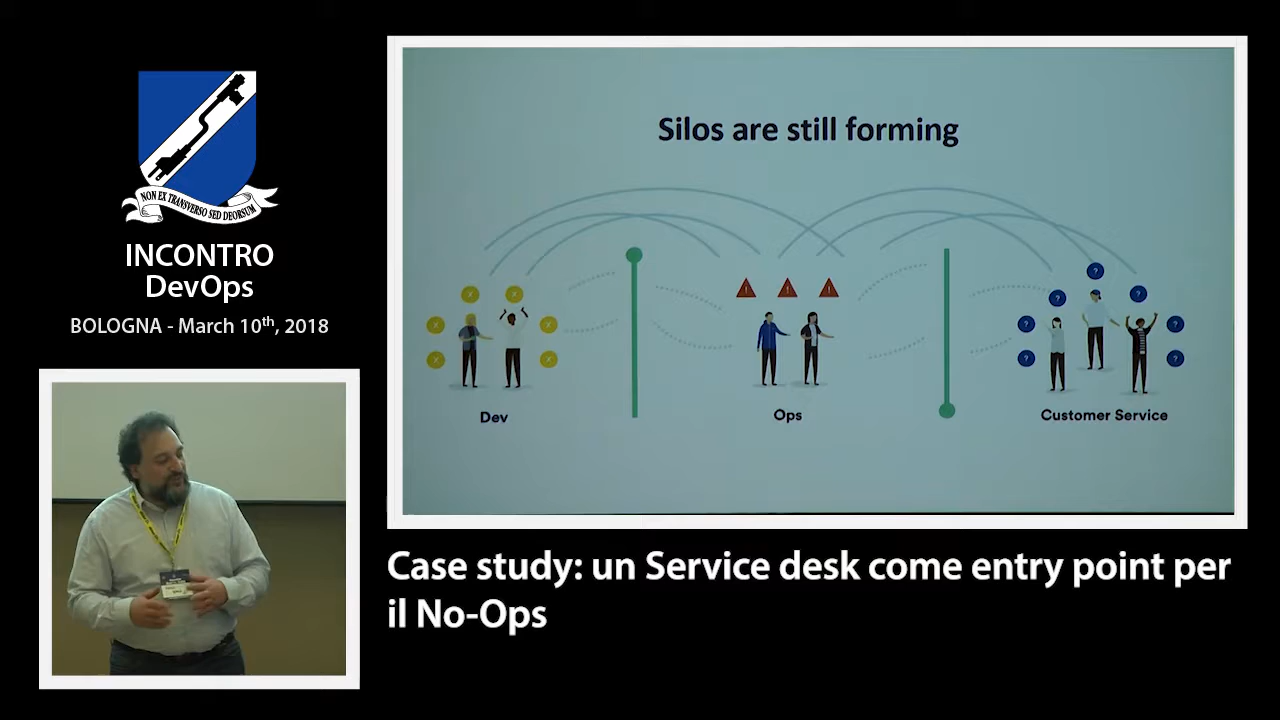 NON EX TRANSVERSO SED DEORSUM
INCONTRO
DevOps
BOLOGNA - March 10th, 2018
Silos are still forming
Dev
Ops
Customer Service
Case study: un Service desk come entry point per
il No-Ops